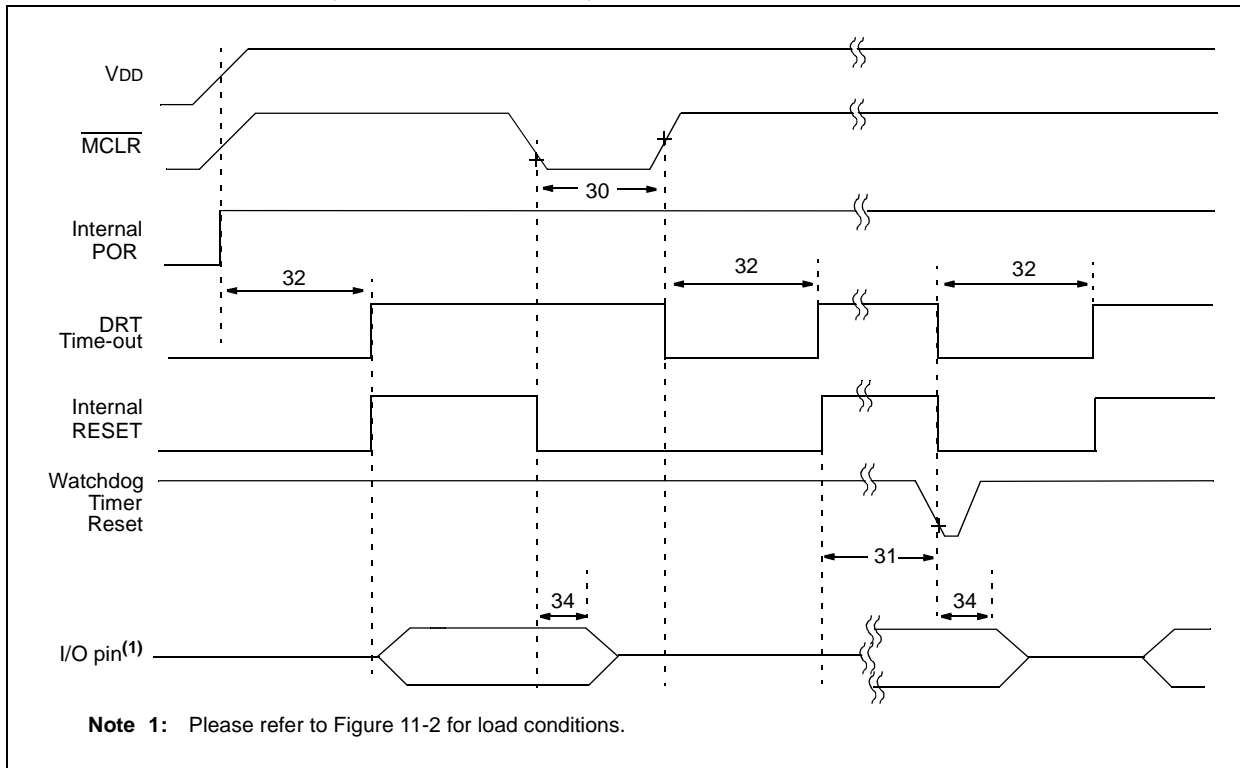 VDD
MCLR
30
Internal
POR
32
32
32
DRT
Time-out
Internal
RESET
Watchdog
Timer
Reset
31
34
34
I/O pin(1)
Note 1: Please refer to Figure 11-2 for load conditions.